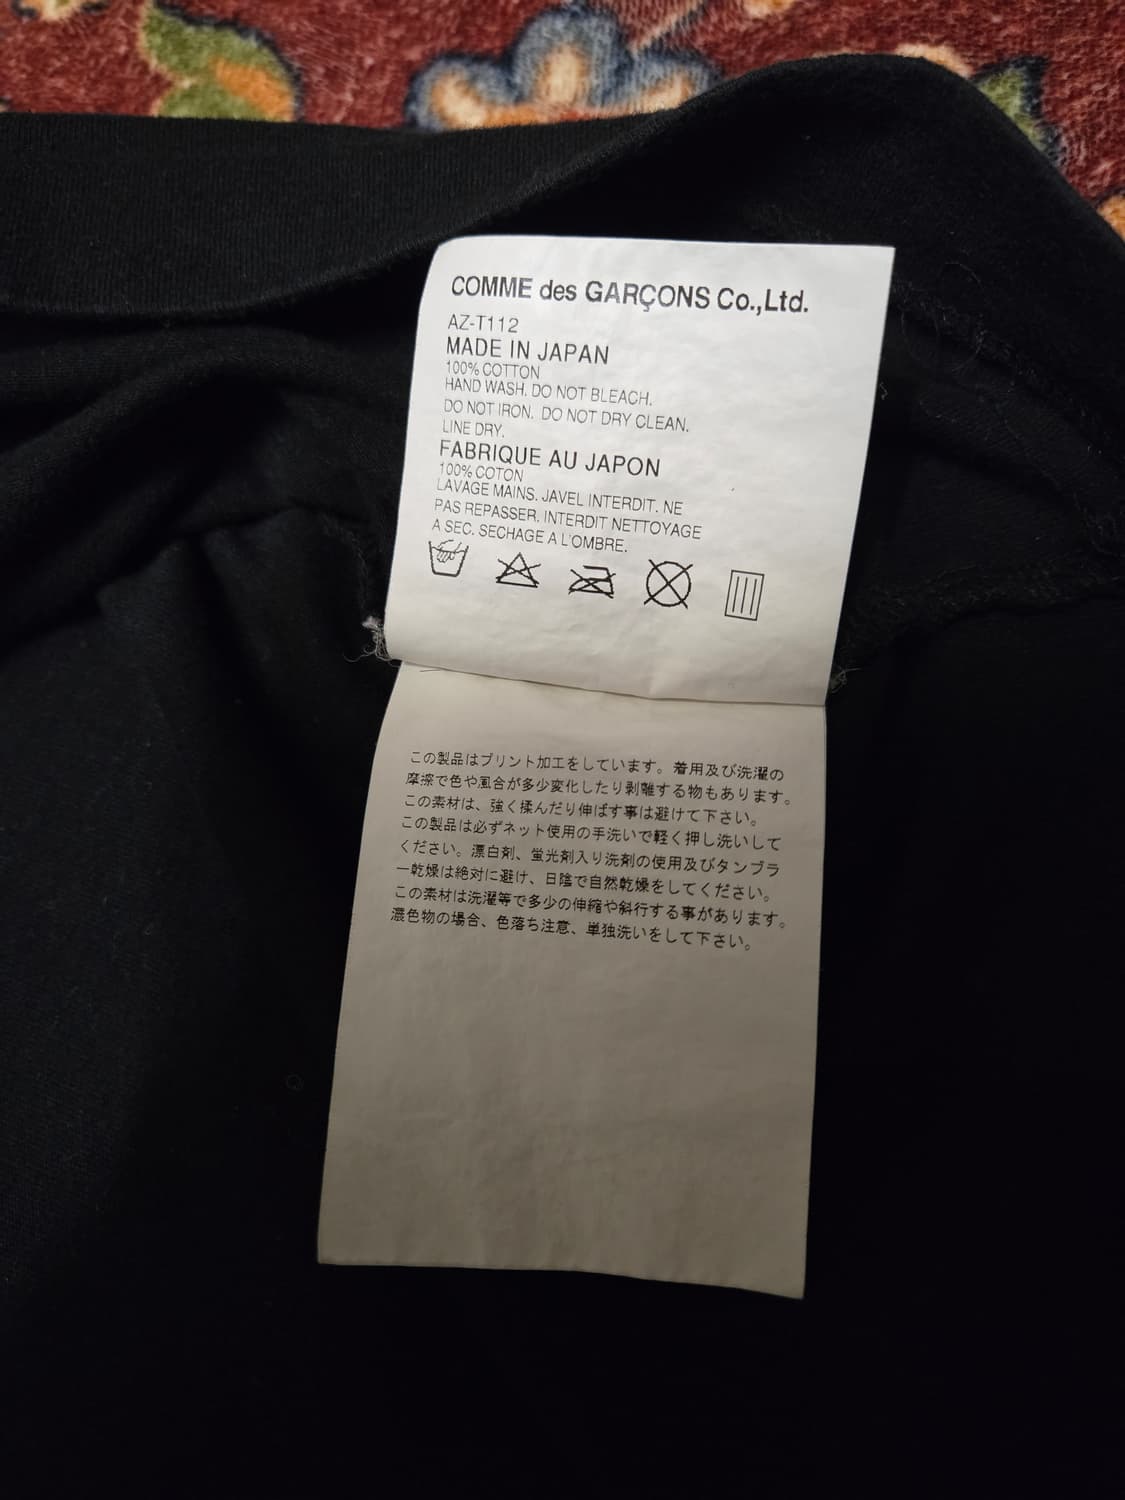 COMME des GARÇONS Co.,Ltd.
AZ-T112
MADE IN JAPAN
100% COTTON
HAND WASH. DO NOT BLEACH.
DO NOT IRON. DO NOT DRY CLEAN.
LINE DRY.
FABRIQUE AU JAPON
100% COTON
LAVAGE MAINS. JAVEL INTERDIT. NE
PAS REPASSER. INTERDIT NETTOYAGE
A SEC. SECHAGE A L'OMBRE.
この製品はプリント加工をしています。着用及び洗濯の
摩擦で色や風合が多少変化したり剥離する物もあります。
この素材は、強く揉んだり伸ばす事は避けて下さい。
この製品は必ずネット使用の手洗いで軽く押し洗いして
ください。漂白剤、蛍光剤入り洗剤の使用及びタンブラ
ー乾燥は絶対に避け、日陰で自然乾燥をしてください。
この素材は洗濯等で多少の伸縮や斜行する事があります。
濃色物の場合、色落ち注意、単独洗いをして下さい。